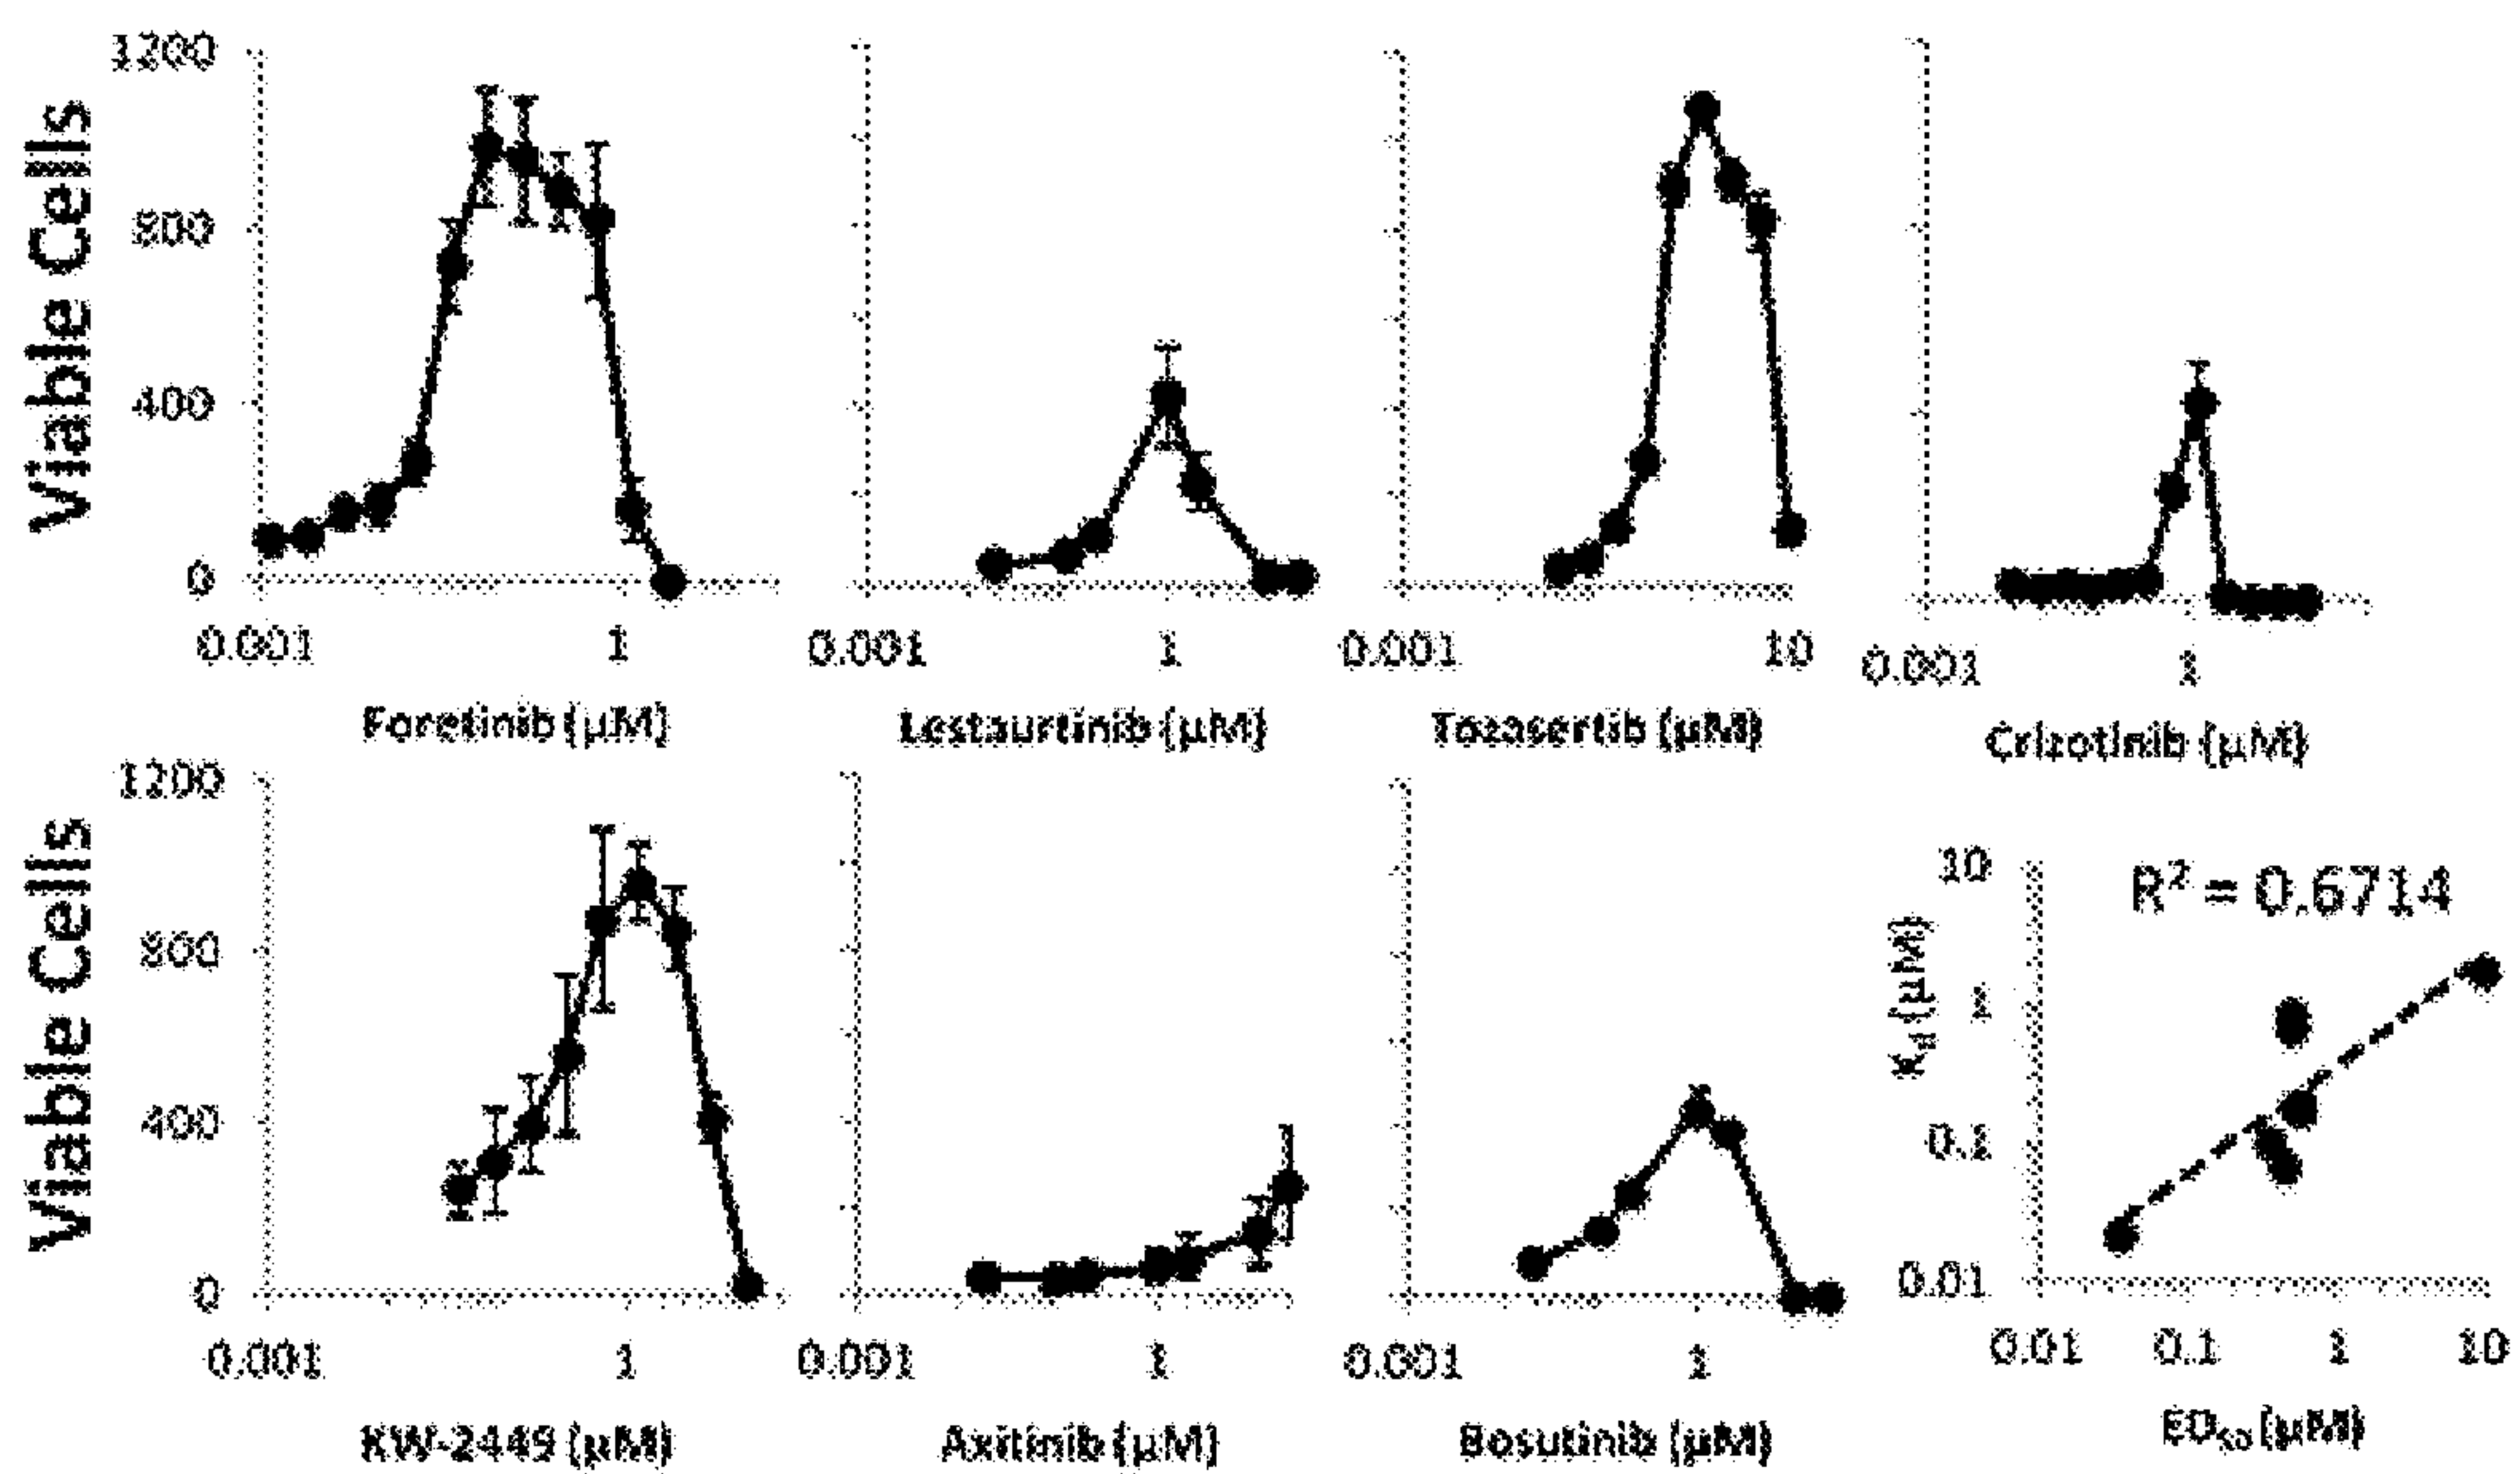 Viable Cells
1200
800
400
0
0.001 1
Foretinib (µM)
0.001 1
Lestaurtinib (µM)
0.001 10
Tozasertib (µM)
0.001 1
Crizotinib (µM)
Viable Cells
1200
800
400
0
0.001 1
KW-2449 (µM)
0.001 1
Axitinib (µM)
0.001 1
Bosutinib (µM)
R² = 0.6714
K_d (µM)
10
1
0.1
0.01
0.01 0.1 1 10
ED₅₀ (µM)